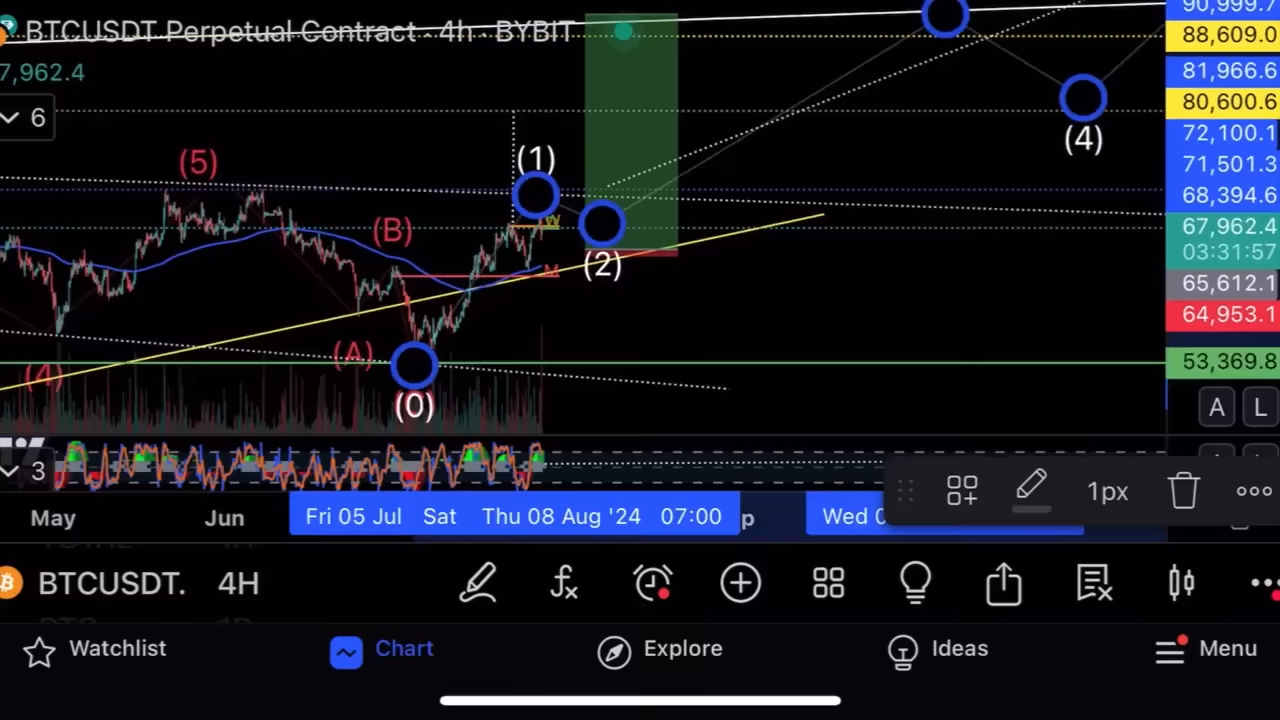 BTCUSDT Perpetual Contract · 4h · BYBIT
90,999.7
88,609.0
7,962.4
81,966.6
80,600.6
6
72,100.1
(4)
(1)
(5)
71,501.3
68,394.6
W
(B)
67,962.4
03:31:57
(2)
M
65,612.1
64,953.1
(A)
53,369.8
(4)
(0)
A L
3
1px
May Jun Fri 05 Jul Sat Thu 08 Aug '24 07:00 p Wed 0
BTCUSDT. 4H
Watchlist Chart Explore Ideas Menu